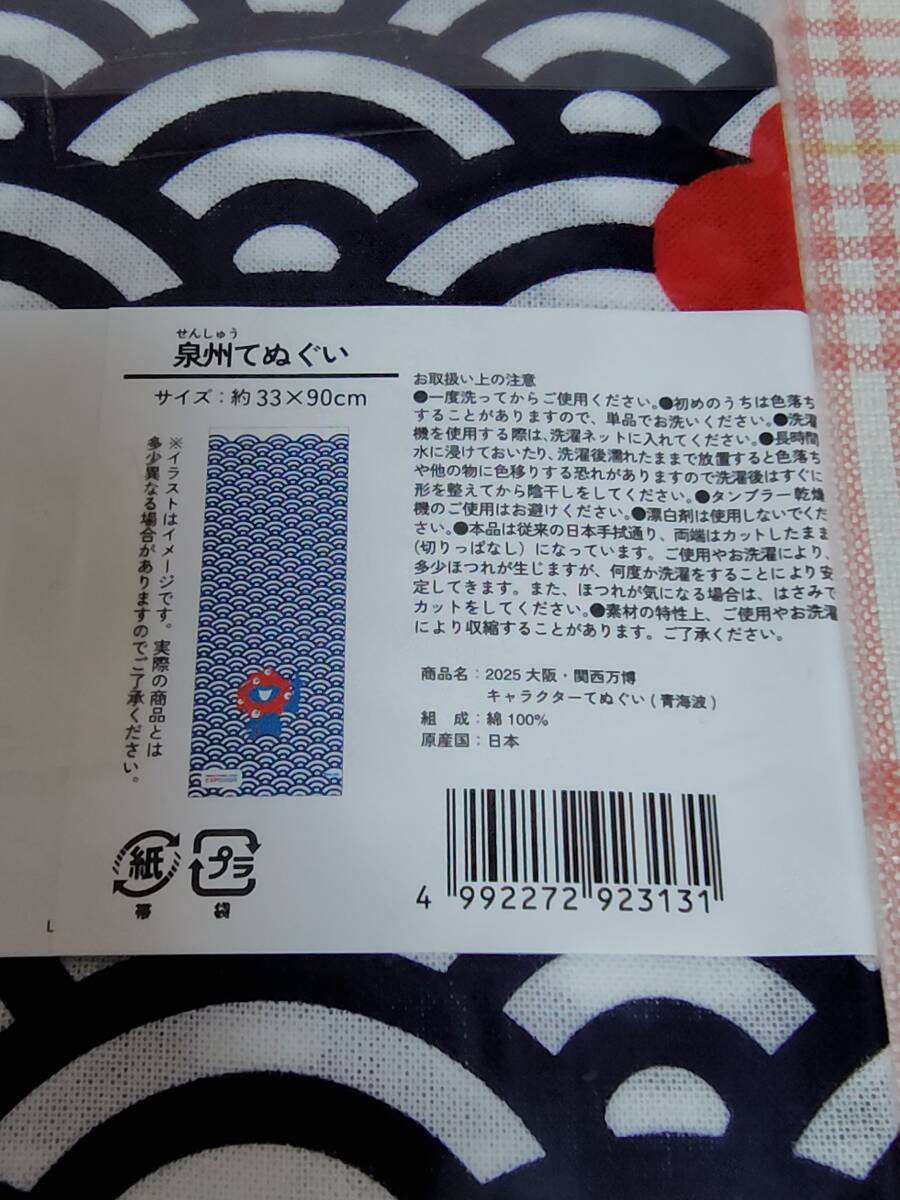 せんしゅう
泉州てぬぐい
サイズ：約33×90cm
※イラストはイメージです。実際の商品とは
多少異なる場合がありますのでご了承ください。
お取扱い上の注意
●一度洗ってからご使用ください。●初めのうちは色落ち
することがありますので、単品でお洗いください。●洗濯
機を使用する際は、洗濯ネットに入れてください。●長時間
水に浸けておいたり、洗濯後濡れたままで放置すると色落ち
や他の物に色移りする恐れがありますので洗濯後はすぐに
形を整えてから陰干しをしてください。●タンブラー乾燥
機のご使用はお避けください。●漂白剤は使用しないでくだ
さい。●本品は従来の日本手拭通り、両端はカットしたまま
(切りっぱなし）になっています。ご使用やお洗濯により、
多少ほつれが生じますが、何度か洗濯をすることにより安
定してきます。また、ほつれが気になる場合は、はさみで
カットをしてください。●素材の特性上、ご使用やお洗濯
により収縮することがあります。ご了承ください。
商品名：2025大阪・関西万博
キャラクターてぬぐい(青海波)
組　成：綿100%
原産国：日本
紙
帯
プラ
袋
4 992272 923131
L